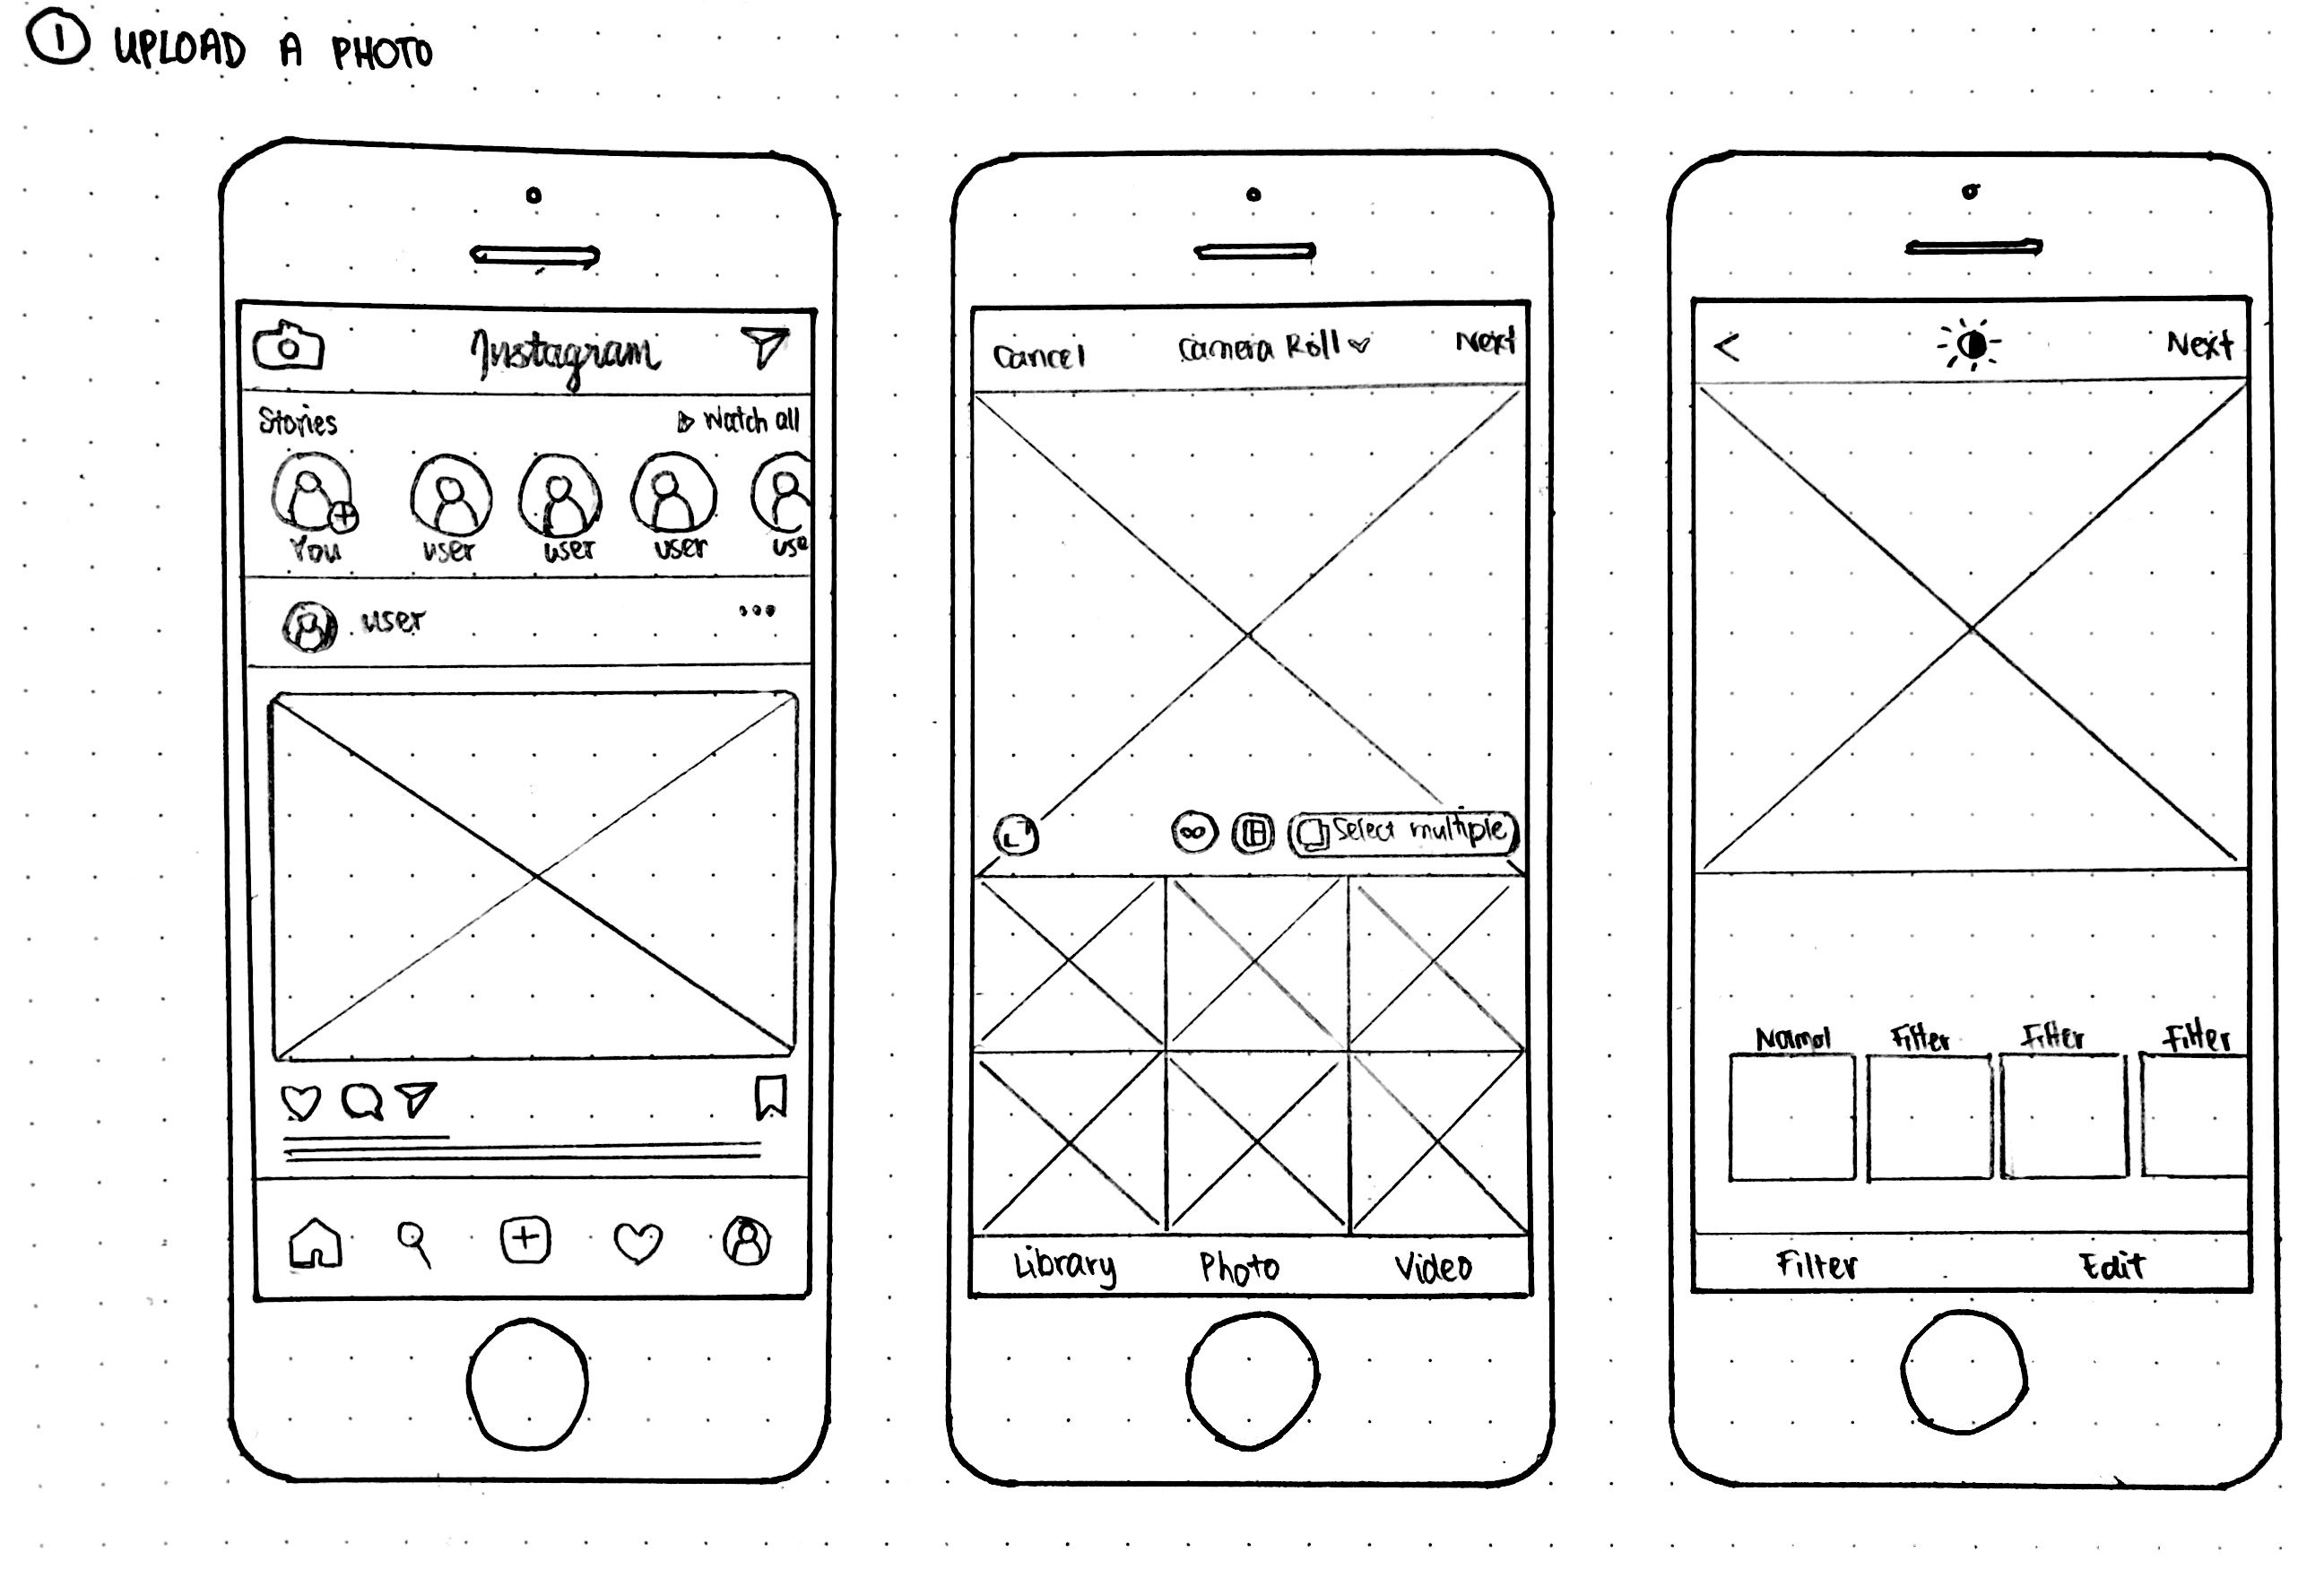 1 UPLOAD A PHOTO
Instagram
Stories
Watch all
You
user
user
user
use
user
Cancel
Camera Roll
Next
Select multiple
Library
Photo
Video
<
Next
Normal
Filter
Filter
Filter
Filter
Edit